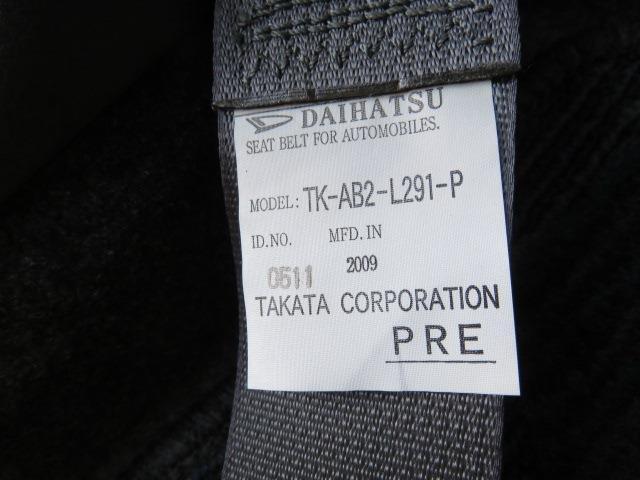 DAIHATSU
SEAT BELT FOR AUTOMOBILES.
MODEL: TK-AB2-L291-P
ID.NO. MFD.IN
0511 2009
TAKATA CORPORATION
PRE